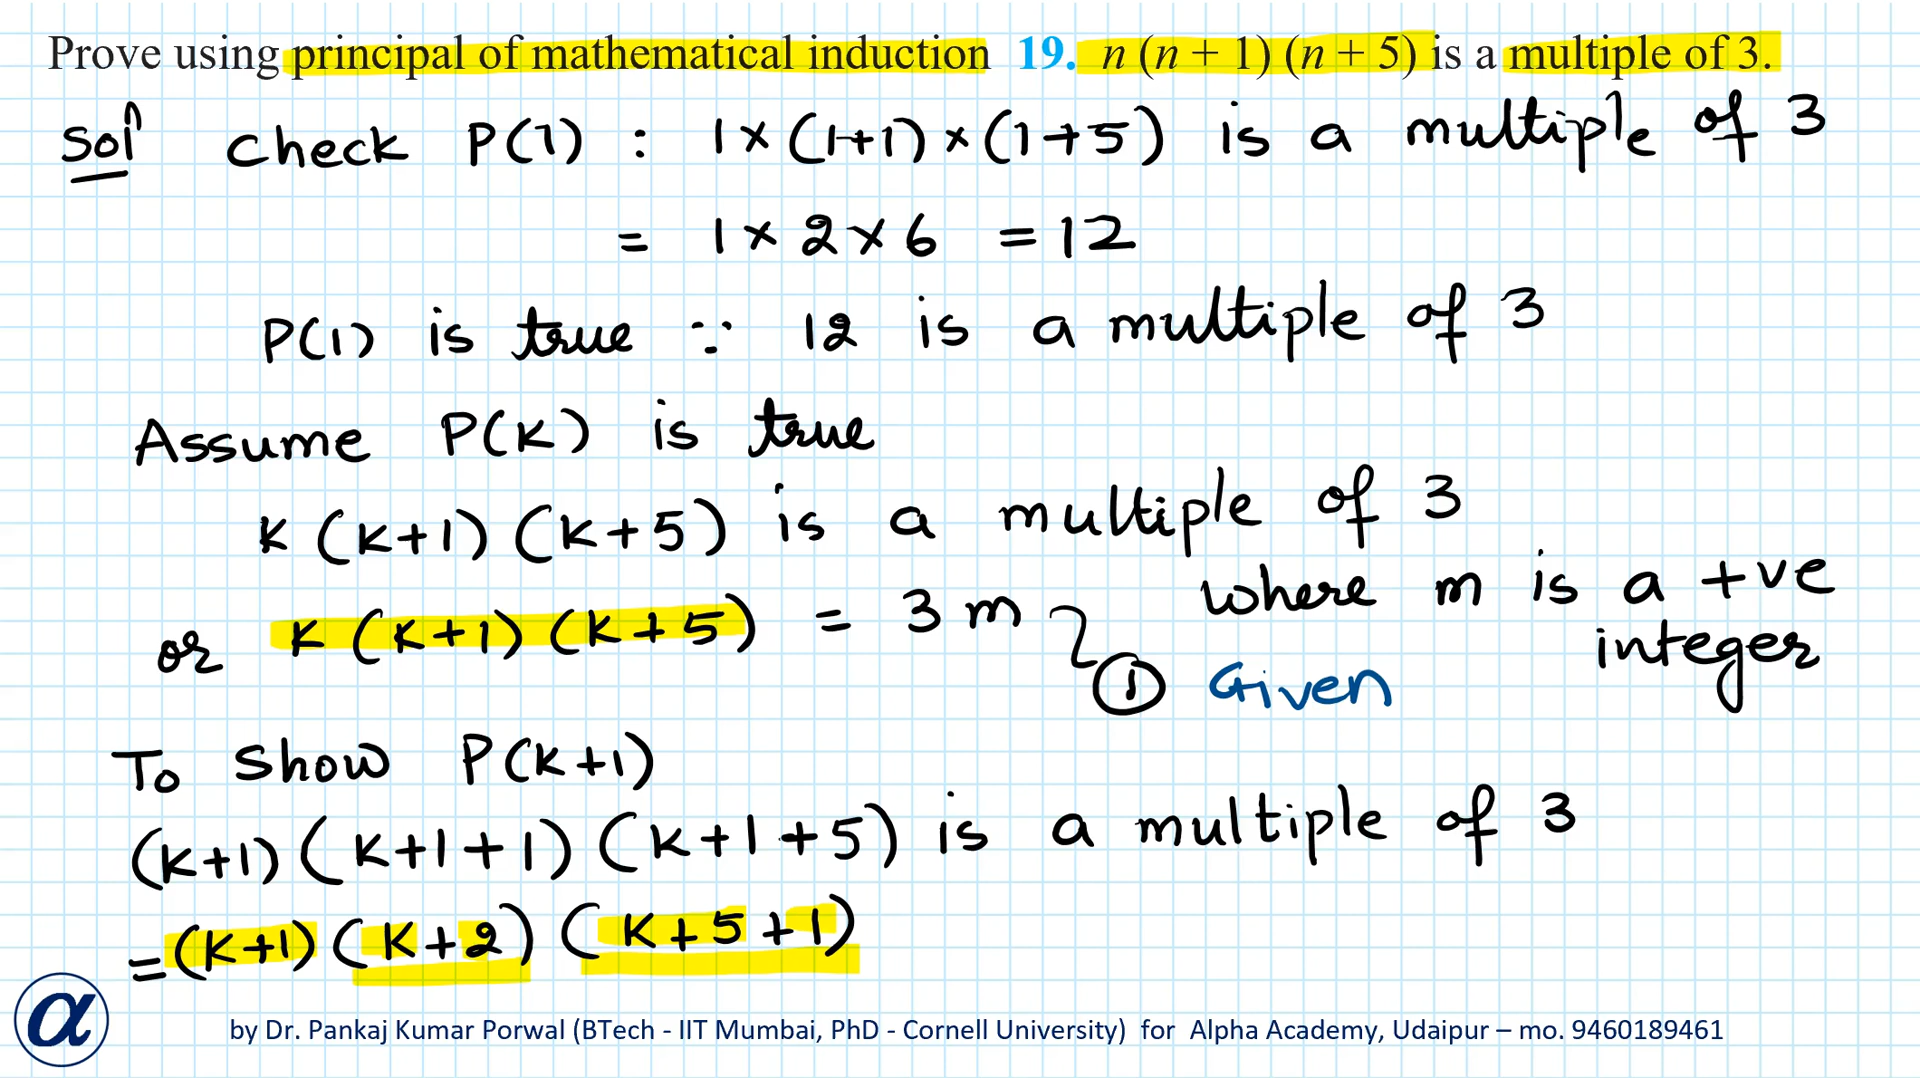 Prove using principal of mathematical induction 19. n (n + 1) (n + 5) is a multiple of 3.
Solⁿ Check P(1) : 1×(1+1)×(1+5) is a multiple of 3
= 1 × 2 × 6 = 12
P(1) is true ∵ 12 is a multiple of 3
Assume P(K) is true
K (K+1) (K+5) is a multiple of 3
or K (K+1) (K+5) = 3 m where m is a +ve integer
① Given
To Show P(K+1)
(K+1) (K+1+1) (K+1+5) is a multiple of 3
= (K+1) (K+2) (K+5+1)
α by Dr. Pankaj Kumar Porwal (BTech - IIT Mumbai, PhD - Cornell University) for Alpha Academy, Udaipur – mo. 9460189461